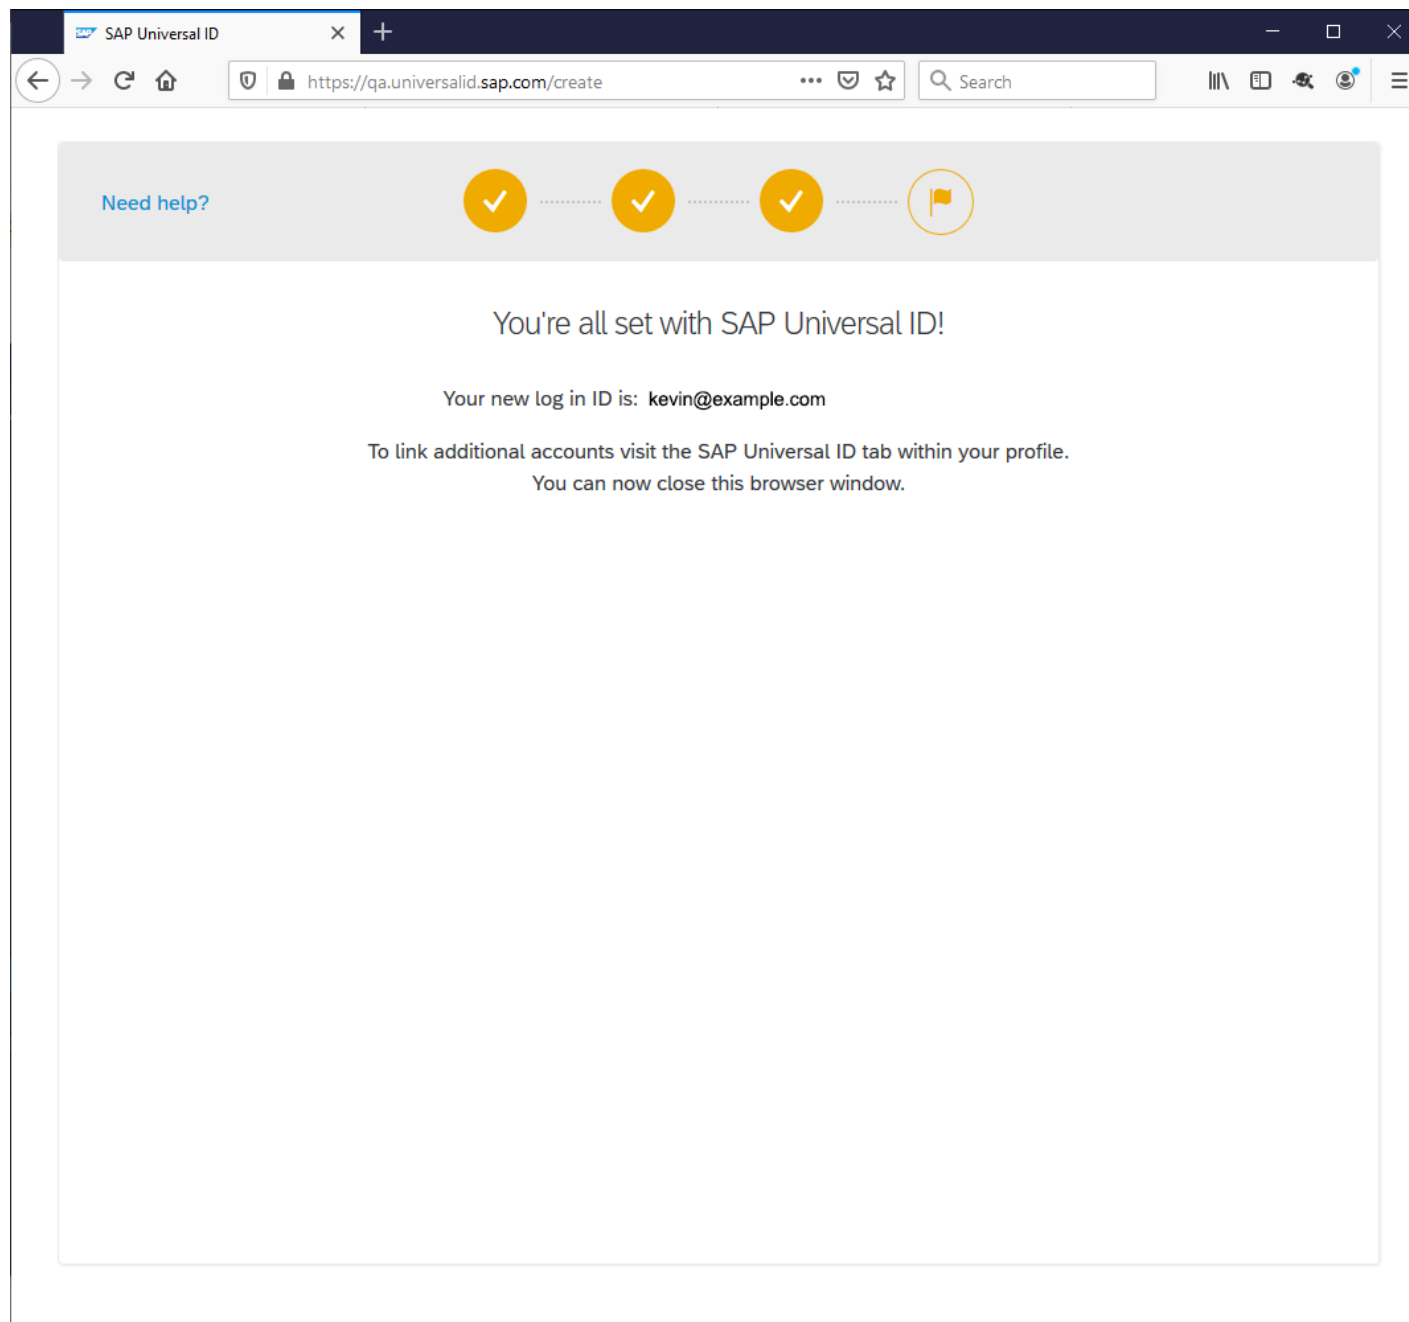 SAP SAP Universal ID
https://qa.universalid.sap.com/create
Search
Need help?
You're all set with SAP Universal ID!
Your new log in ID is: kevin@example.com
To link additional accounts visit the SAP Universal ID tab within your profile.
You can now close this browser window.